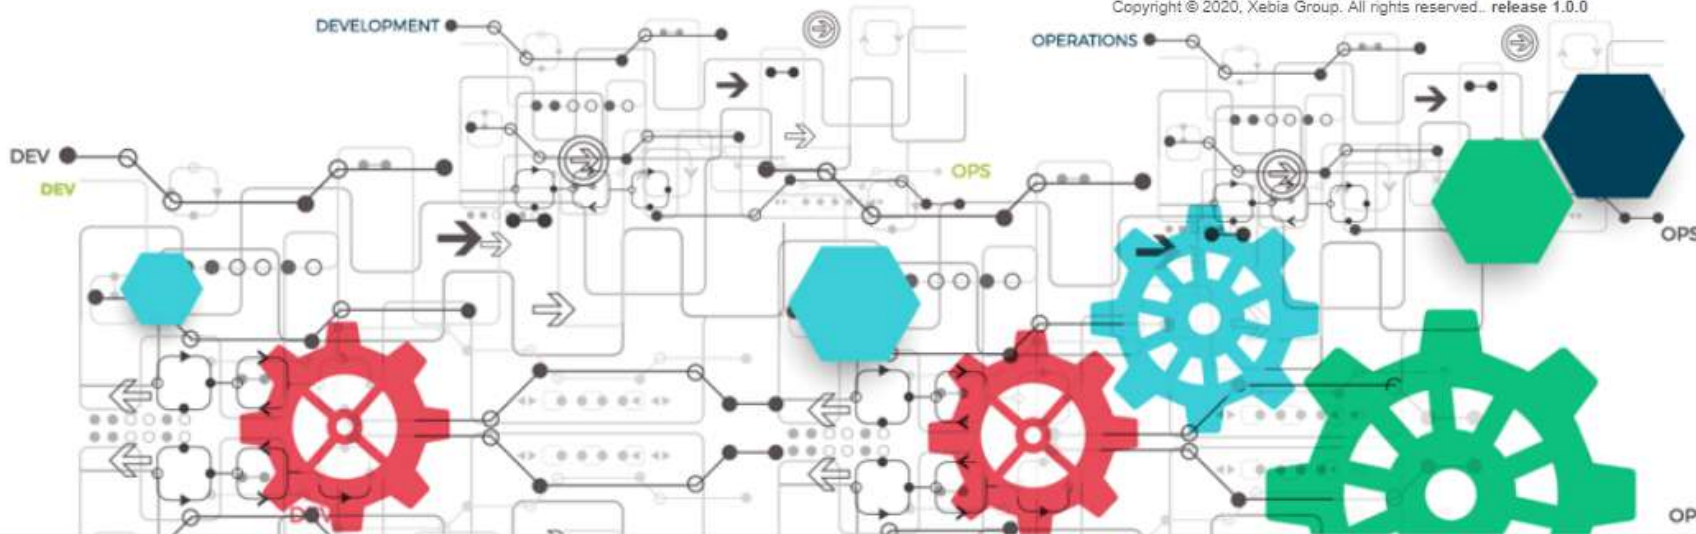 Copyright © 2020, Xebia Group. All rights reserved.. release 1.0.0
DEVELOPMENT
OPERATIONS
DEV
DEV
OPS
OPS